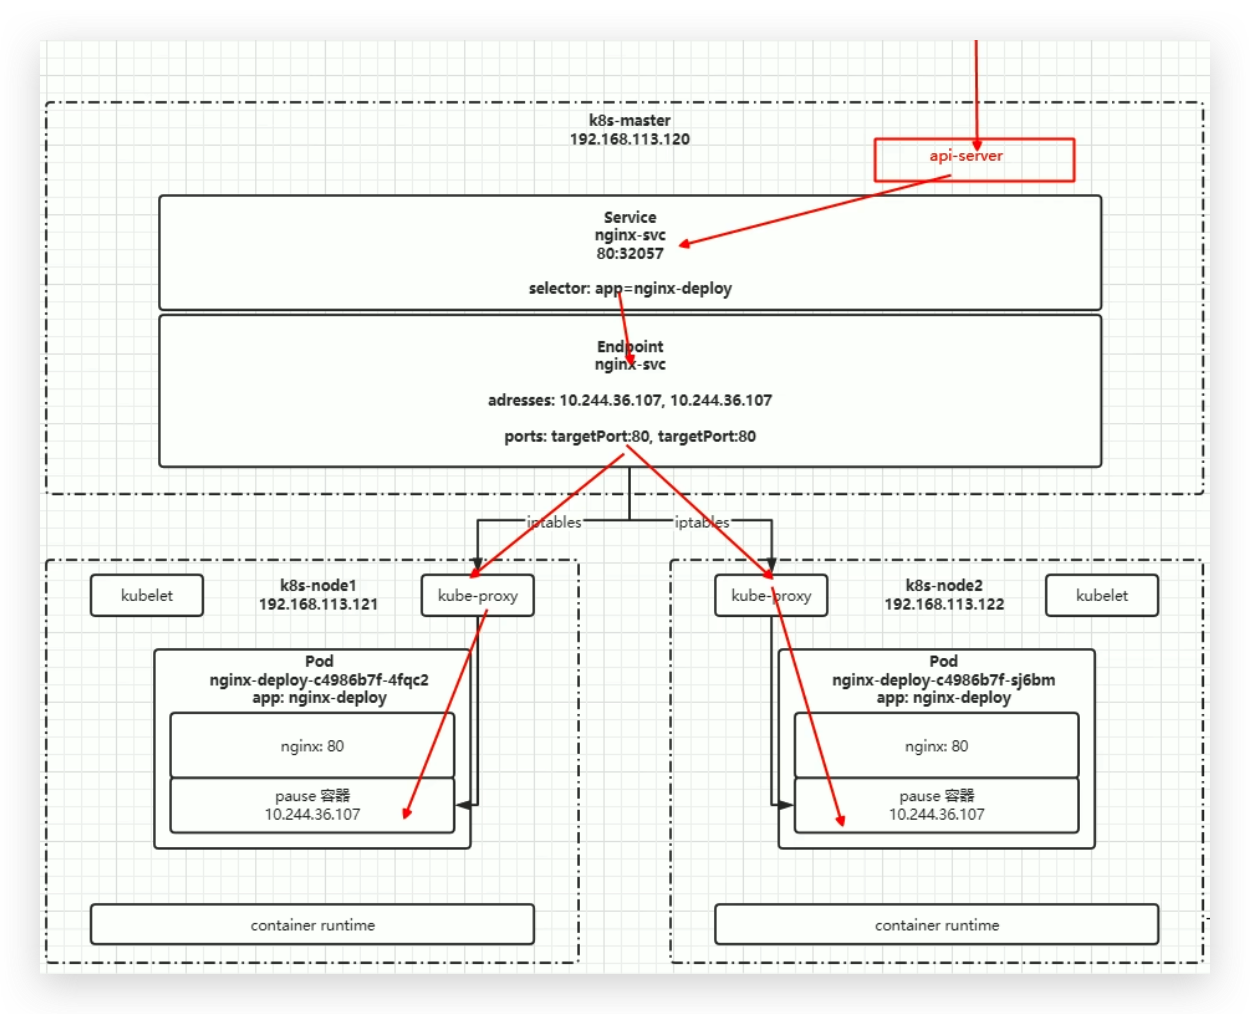 k8s-master
192.168.113.120
api-server
Service
nginx-svc
80:32057
selector: app=nginx-deploy
Endpoint
nginx-svc
adresses: 10.244.36.107, 10.244.36.107
ports: targetPort:80, targetPort:80
iptables
iptables
kubelet
k8s-node1
192.168.113.121
kube-proxy
Pod
nginx-deploy-c4986b7f-4fqc2
app: nginx-deploy
nginx: 80
pause 容器
10.244.36.107
container runtime
kube-proxy
k8s-node2
192.168.113.122
kubelet
Pod
nginx-deploy-c4986b7f-sj6bm
app: nginx-deploy
nginx: 80
pause 容器
10.244.36.107
container runtime